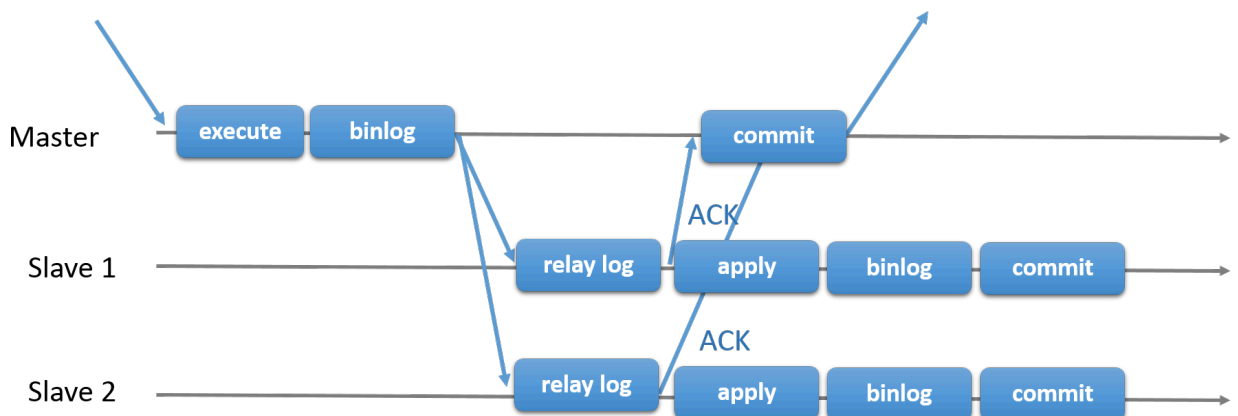 Master execute binlog commit
ACK
Slave 1 relay log apply binlog commit
ACK
Slave 2 relay log apply binlog commit